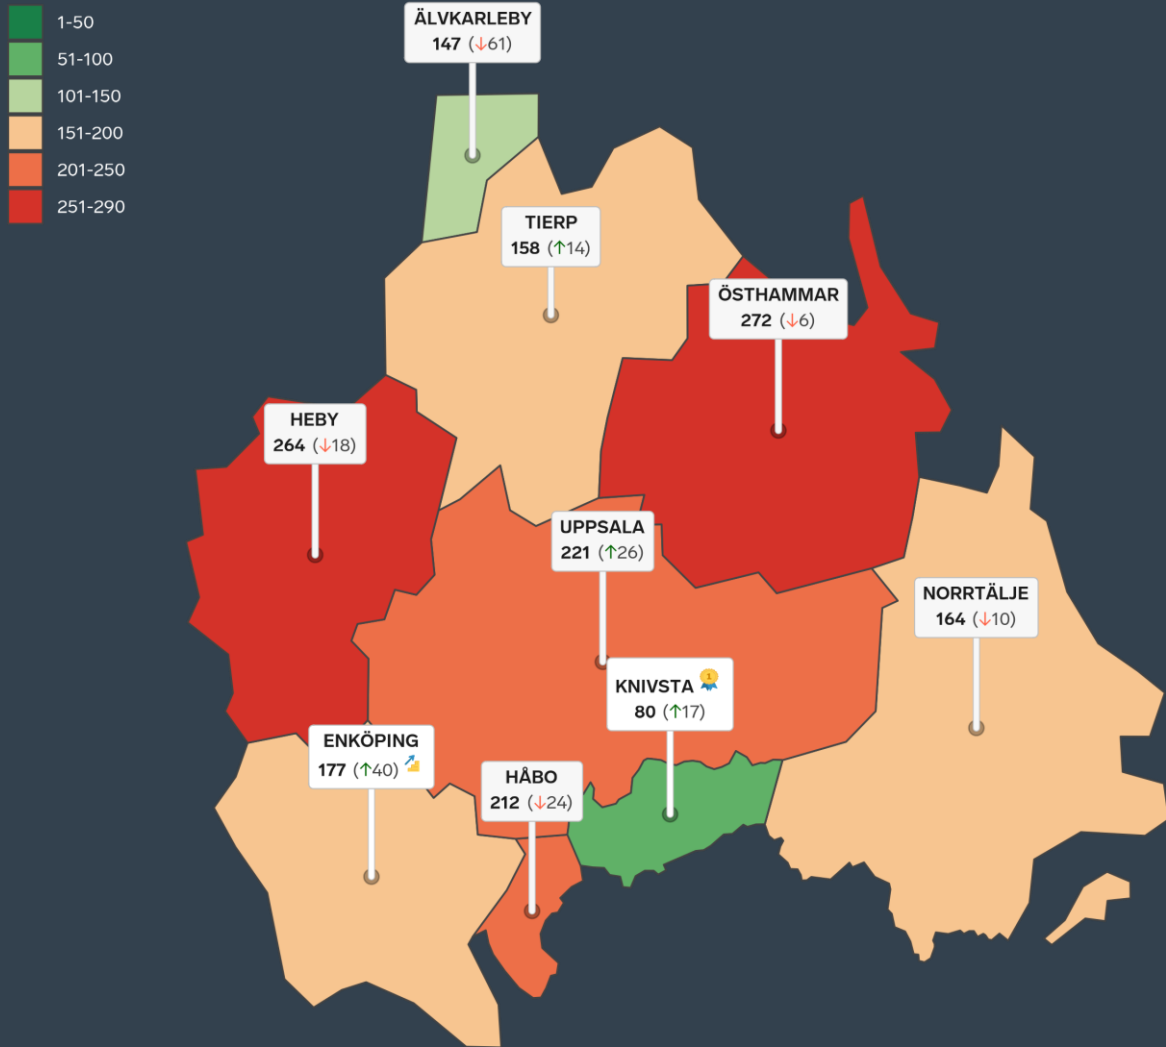 1-50
51-100
101-150
151-200
201-250
251-290
ÄLVKARLEBY
147 (↓61)
TIERP
158 (↑14)
ÖSTHAMMAR
272 (↓6)
HEBY
264 (↓18)
UPPSALA
221 (↑26)
NORRTÄLJE
164 (↓10)
KNIVSTA 1
80 (↑17)
ENKÖPING
177 (↑40)
HÅBO
212 (↓24)